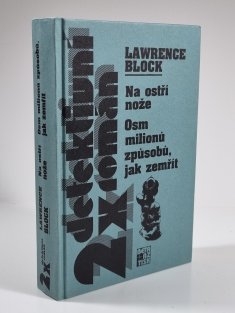 LAWRENCE
BLOCK
Na ostří
nože
Osm
milionů
způsobů,
jak zemřít
2x
detektivní
román
Osm milionů způsobů,
jak zemřít
Na ostří
nože
LAWRENCE
BLOCK
2x